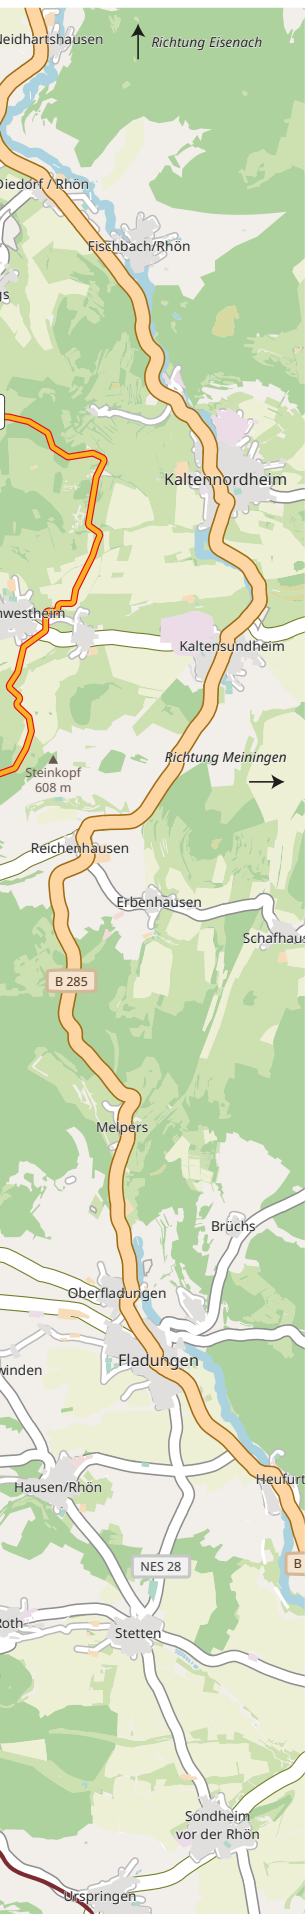 Neidhartshausen
Richtung Eisenach
Diedorf / Rhön
Fischbach/Rhön
Kaltennordheim
Kaltensundheim
Richtung Meiningen
Steinkopf
608 m
Reichenhausen
Erbenhausen
B 285
Melpers
Brüchs
Oberfladungen
Fladungen
Hausen/Rhön
NES 28
B
Stetten
Sondheim
vor der Rhön
Urspringen